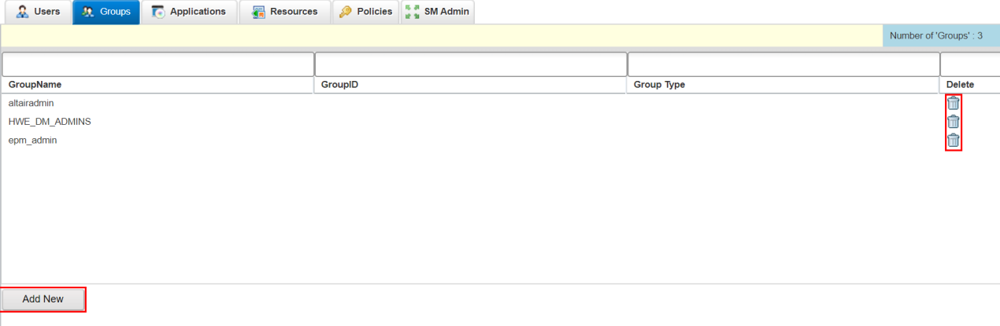 Users Groups Applications Resources Policies SM Admin
Number of 'Groups' : 3
GroupName GroupID Group Type Delete
altairadmin
HWE_DM_ADMINS
epm_admin
Add New